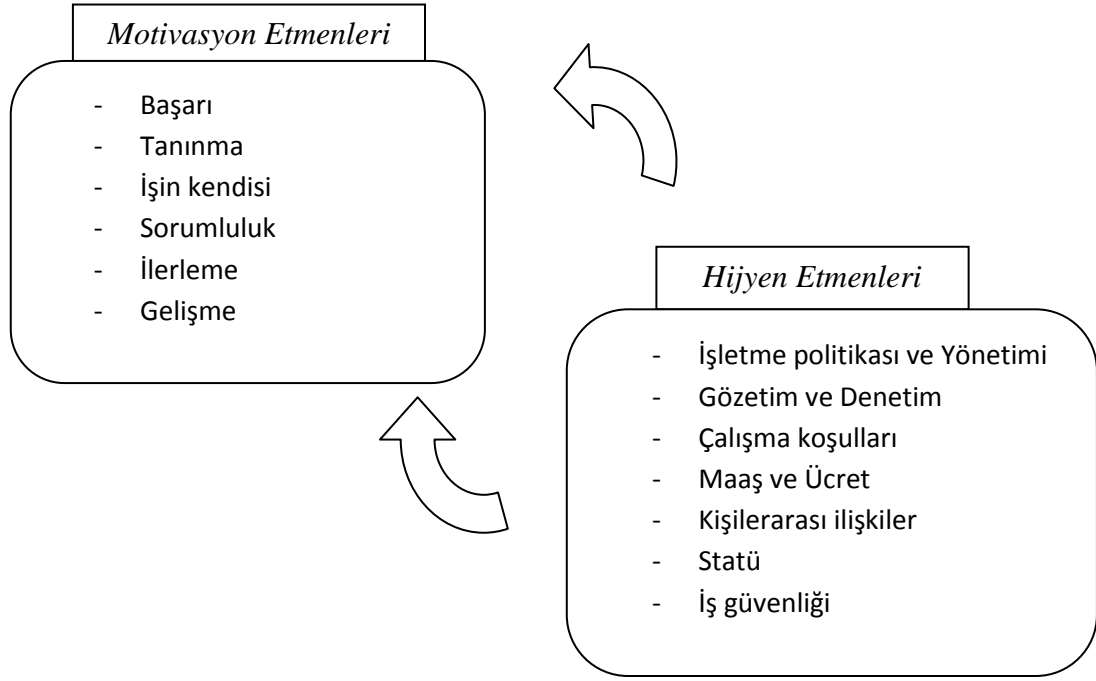 Motivasyon Etmenleri
- Başarı
- Tanınma
- İşin kendisi
- Sorumluluk
- İlerleme
- Gelişme
Hijyen Etmenleri
- İşletme politikası ve Yönetimi
- Gözetim ve Denetim
- Çalışma koşulları
- Maaş ve Ücret
- Kişilerarası ilişkiler
- Statü
- İş güvenliği